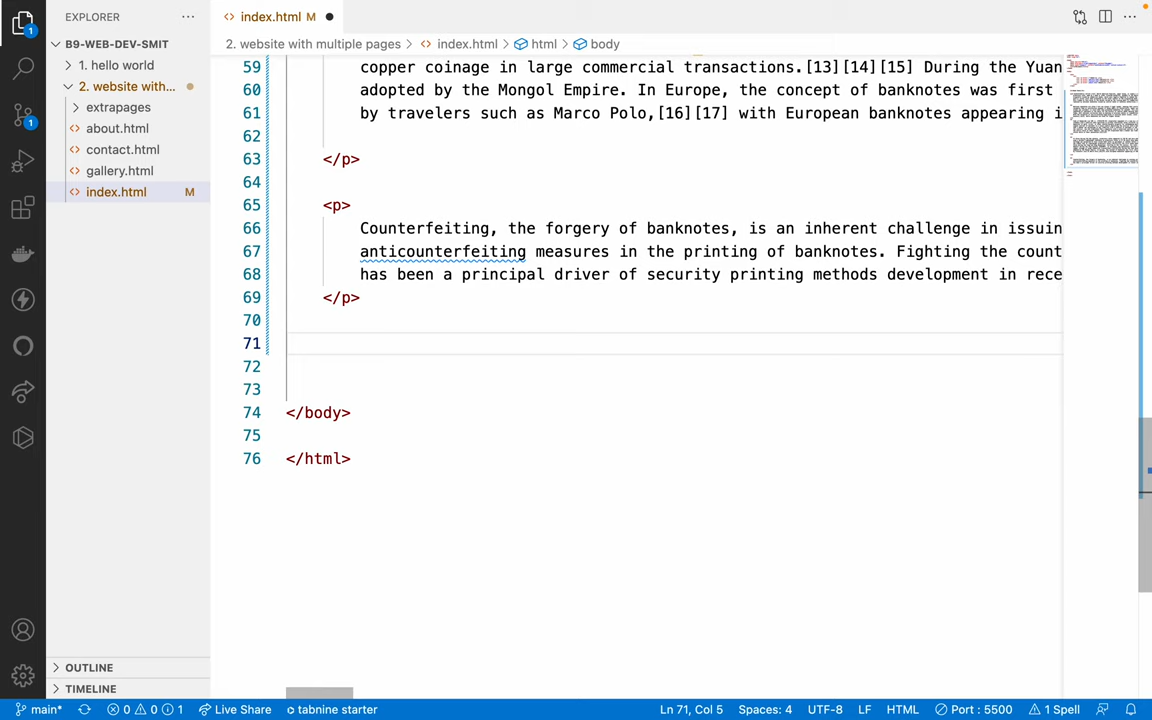 EXPLORER
B9-WEB-DEV-SMIT
1. hello world
2. website with...
extrapages
about.html
contact.html
gallery.html
index.html M
OUTLINE
TIMELINE
1
1
index.html M
2. website with multiple pages > index.html > html > body
59 copper coinage in large commercial transactions.[13][14][15] During the Yuan
60 adopted by the Mongol Empire. In Europe, the concept of banknotes was first
61 by travelers such as Marco Polo,[16][17] with European banknotes appearing i
62
63 </p>
64
65 <p>
66 Counterfeiting, the forgery of banknotes, is an inherent challenge in issuin
67 anticounterfeiting measures in the printing of banknotes. Fighting the count
68 has been a principal driver of security printing methods development in rece
69 </p>
70
71
72
73
74 </body>
75
76 </html>
main* 0 0 1 Live Share tabnine starter Ln 71, Col 5 Spaces: 4 UTF-8 LF HTML Port : 5500 1 Spell